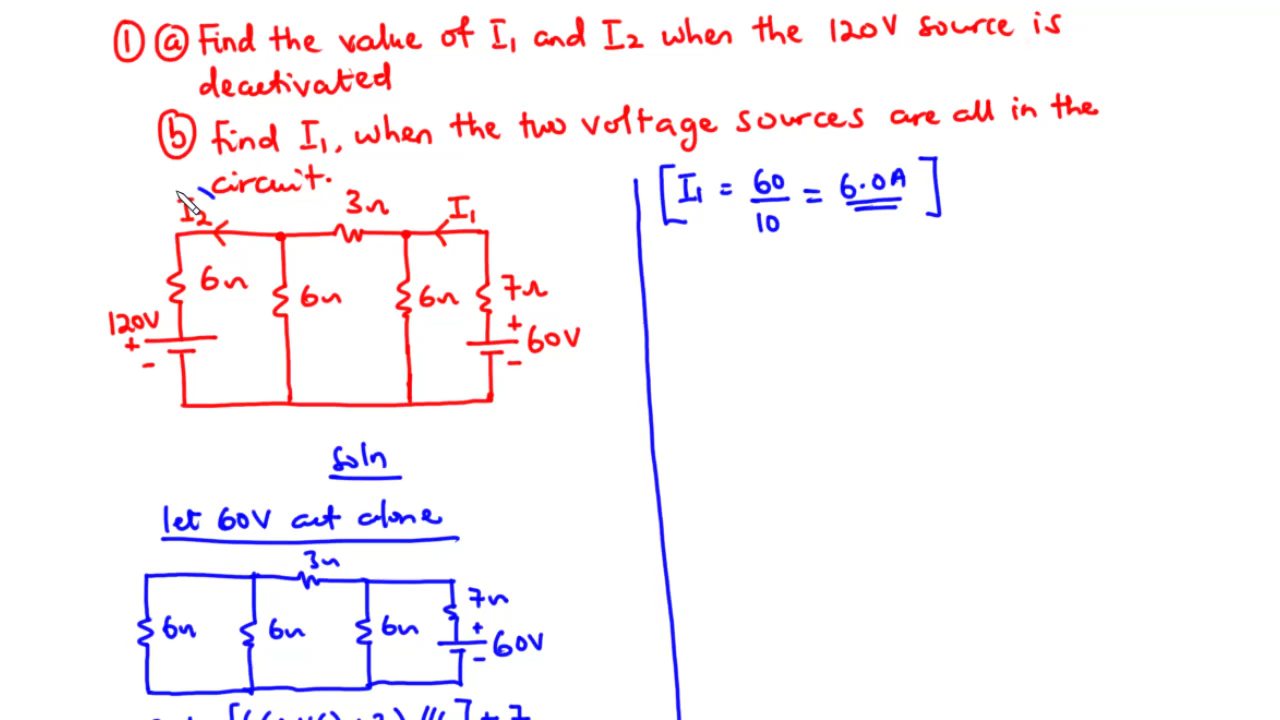 ① ⓐ Find the value of I₁ and I₂ when the 120V source is
deactivated
ⓑ Find I₁, when the two voltage sources are all in the
circuit.
[I₁ = 60/10 = 6.0A]
I₂
3Ω
I₁
6Ω
6Ω
6Ω
7Ω
120V
+
-
+
60V
-
Soln
let 60V act alone
3Ω
6Ω
6Ω
6Ω
7Ω
+
60V
-